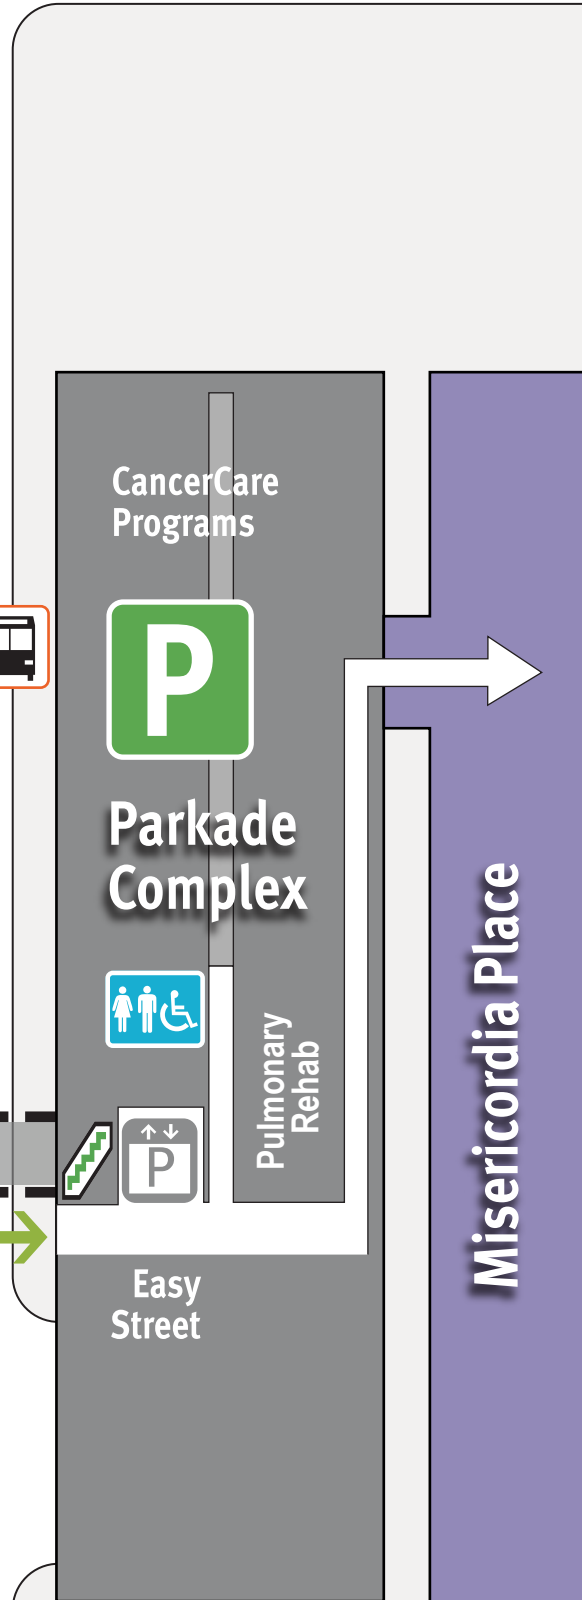 CancerCare
Programs
P
Parkade
Complex
Pulmonary
Rehab
P
Easy
Street
Misericordia Place